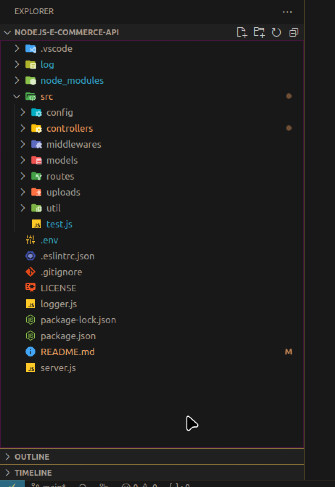 EXPLORER
NODEJS-E-COMMERCE-API
.vscode
log
node_modules
src
config
controllers
middlewares
models
routes
uploads
util
test.js
.env
.eslintrc.json
.gitignore
LICENSE
logger.js
package-lock.json
package.json
README.md M
server.js
OUTLINE
TIMELINE